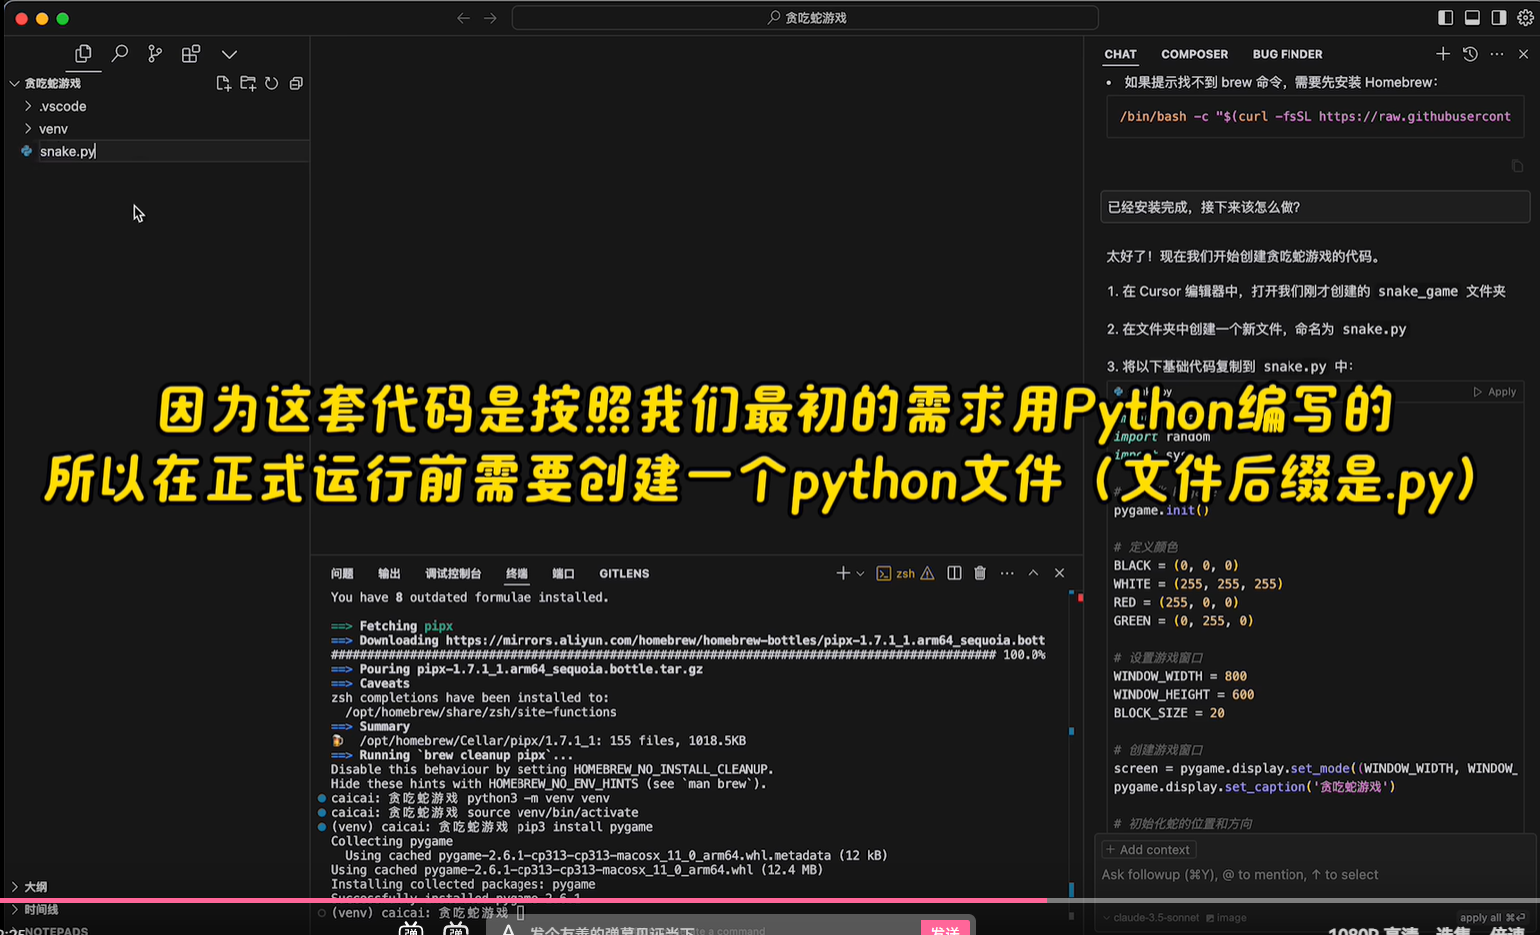 贪吃蛇游戏
贪吃蛇游戏
.vscode
venv
snake.py
大纲
时间线
NOTEPADS
CHAT COMPOSER BUG FINDER
如果提示找不到 brew 命令，需要先安装 Homebrew：
/bin/bash -c "$(curl -fsSL https://raw.githubusercont
已经安装完成，接下来该怎么做？
太好了！现在我们开始创建贪吃蛇游戏的代码。
1. 在 Cursor 编辑器中，打开我们刚才创建的 snake_game 文件夹
2. 在文件夹中创建一个新文件，命名为 snake.py
3. 将以下基础代码复制到 snake.py 中：
Apply
import random
pygame.init()
# 定义颜色
BLACK = (0, 0, 0)
WHITE = (255, 255, 255)
RED = (255, 0, 0)
GREEN = (0, 255, 0)
# 设置游戏窗口
WINDOW_WIDTH = 800
WINDOW_HEIGHT = 600
BLOCK_SIZE = 20
# 创建游戏窗口
screen = pygame.display.set_mode((WINDOW_WIDTH, WINDOW_
pygame.display.set_caption('贪吃蛇游戏')
# 初始化蛇的位置和方向
+ Add context
Ask followup (⌘Y), @ to mention, ↑ to select
claude-3.5-sonnet image
apply all ⌘⏎
因为这套代码是按照我们最初的需求用Python编写的
所以在正式运行前需要创建一个python文件（文件后缀是.py）
问题 输出 调试控制台 终端 端口 GITLENS
zsh
You have 8 outdated formulae installed.
==> Fetching pipx
==> Downloading https://mirrors.aliyun.com/homebrew/homebrew-bottles/pipx-1.7.1_1.arm64_sequoia.bott
############################################################################################ 100.0%
==> Pouring pipx-1.7.1_1.arm64_sequoia.bottle.tar.gz
==> Caveats
zsh completions have been installed to:
/opt/homebrew/share/zsh/site-functions
==> Summary
🍺 /opt/homebrew/Cellar/pipx/1.7.1_1: 155 files, 1018.5KB
==> Running `brew cleanup pipx`...
Disable this behaviour by setting HOMEBREW_NO_INSTALL_CLEANUP.
Hide these hints with HOMEBREW_NO_ENV_HINTS (see `man brew`).
caicai: 贪吃蛇游戏 python3 -m venv venv
caicai: 贪吃蛇游戏 source venv/bin/activate
(venv) caicai: 贪吃蛇游戏 pip3 install pygame
Collecting pygame
Using cached pygame-2.6.1-cp313-cp313-macosx_11_0_arm64.whl.metadata (12 kB)
Using cached pygame-2.6.1-cp313-cp313-macosx_11_0_arm64.whl (12.4 MB)
Installing collected packages: pygame
Successfully installed pygame-2.6.1
(venv) caicai: 贪吃蛇游戏
弹 弹 A 发个友善的弹幕见证当下 发送
1080P 高清 选集 倍速